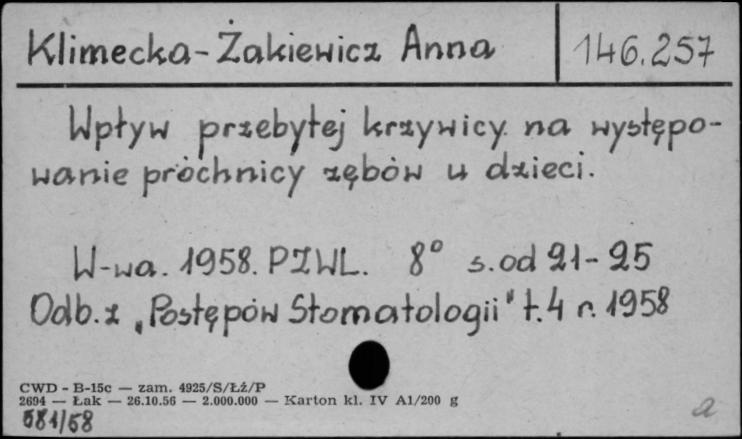 Klimecka-Żakiewicz Anna 146.257
Wpływ przebytej krzywicy na występo-
wanie próchnicy zębów u dzieci.
W-wa. 1958. PZWL. 8° s. od 21-25
Odb. z „Postępów Stomatologii" t. 4 r. 1958
CWD - B-15c — zam. 4925/S/Łź/P
2694 — Łak — 26.10.56 — 2.000.000 — Karton kl. IV A1/200 g
581/58
a